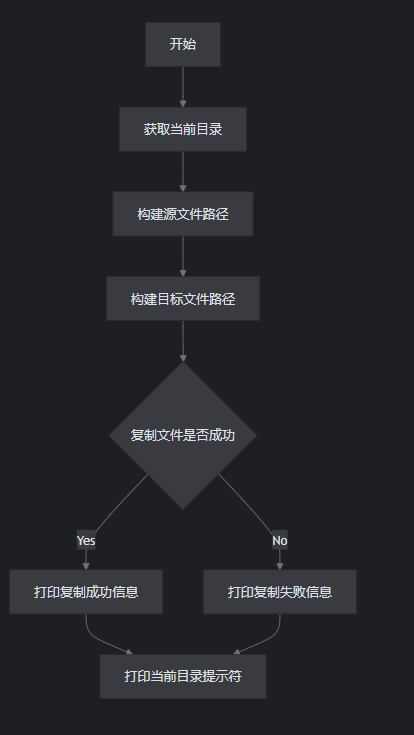 开始
获取当前目录
构建源文件路径
构建目标文件路径
复制文件是否成功
Yes
No
打印复制成功信息
打印复制失败信息
打印当前目录提示符